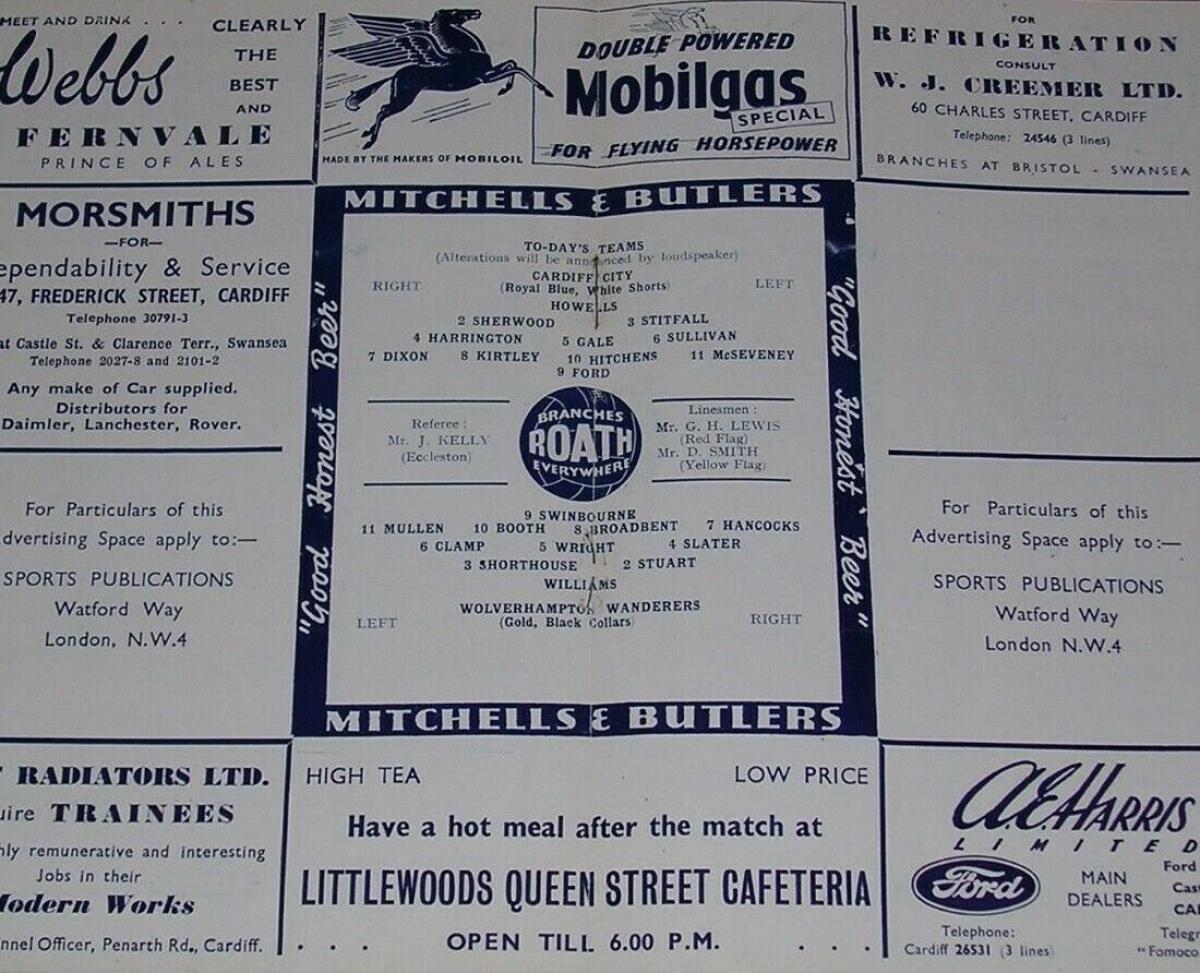 MEET AND DRINK . . .
Webbs
CLEARLY
THE
BEST
AND
FERNVALE
PRINCE OF ALES
MADE BY THE MAKERS OF MOBILOIL
DOUBLE POWERED
Mobilgas
SPECIAL
FOR FLYING HORSEPOWER
FOR
REFRIGERATION
CONSULT
W. J. CREEMER LTD.
60 CHARLES STREET, CARDIFF
Telephone: 24546 (3 lines)
BRANCHES AT BRISTOL - SWANSEA
MORSMITHS
—FOR—
ependability & Service
47, FREDERICK STREET, CARDIFF
Telephone 30791-3
at Castle St. & Clarence Terr., Swansea
Telephone 2027-8 and 2101-2
Any make of Car supplied.
Distributors for
Daimler, Lanchester, Rover.
For Particulars of this
dvertising Space apply to:—
SPORTS PUBLICATIONS
Watford Way
London, N.W.4
MITCHELLS & BUTLERS
"Good Honest Beer"
TO-DAY'S TEAMS
(Alterations will be announced by loudspeaker)
CARDIFF CITY
(Royal Blue, White Shorts)
RIGHT LEFT
HOWELLS
2 SHERWOOD 3 STITFALL
4 HARRINGTON 5 GALE 6 SULLIVAN
7 DIXON 8 KIRTLEY 10 HITCHENS 11 McSEVENEY
9 FORD
Referee :
Mr. J. KELLY
(Eccleston)
BRANCHES
ROATH
EVERYWHERE
Linesmen :
Mr. G. H. LEWIS
(Red Flag)
Mr. D. SMITH
(Yellow Flag)
9 SWINBOURNE
11 MULLEN 10 BOOTH 8 BROADBENT 7 HANCOCKS
6 CLAMP 5 WRIGHT 4 SLATER
3 SHORTHOUSE 2 STUART
WILLIAMS
WOLVERHAMPTON WANDERERS
(Gold, Black Collars)
LEFT RIGHT
"Good Honest Beer"
MITCHELLS & BUTLERS
For Particulars of this
Advertising Space apply to :—
SPORTS PUBLICATIONS
Watford Way
London N.W.4
T RADIATORS LTD.
uire TRAINEES
hly remunerative and interesting
Jobs in their
Modern Works
nnel Officer, Penarth Rd., Cardiff.
HIGH TEA LOW PRICE
Have a hot meal after the match at
LITTLEWOODS QUEEN STREET CAFETERIA
. . . OPEN TILL 6.00 P.M. . . .
A.E. HARRIS
LIMITED
Ford
MAIN
DEALERS
Ford
Cast
CAR
Telephone:
Cardiff 26531 (3 lines)
Telegr
"Fomoco